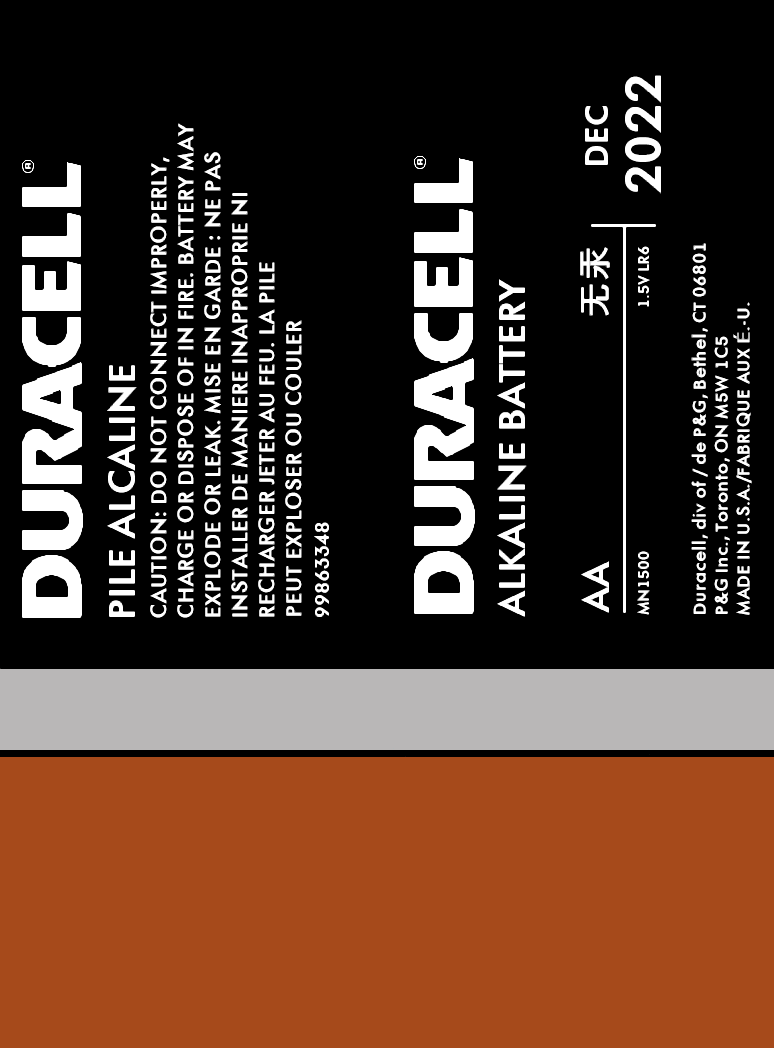 DURACELL®
PILE ALCALINE
CAUTION: DO NOT CONNECT IMPROPERLY,
CHARGE OR DISPOSE OF IN FIRE. BATTERY MAY
EXPLODE OR LEAK. MISE EN GARDE : NE PAS
INSTALLER DE MANIERE INAPPROPRIE NI
RECHARGER JETER AU FEU. LA PILE
PEUT EXPLOSER OU COULER
99863348
DURACELL®
ALKALINE BATTERY
AA 无汞 DEC
MN1500 1.5V LR6 2022
Duracell, div of / de P&G, Bethel, CT 06801
P&G Inc., Toronto, ON M5W 1C5
MADE IN U.S.A./FABRIQUE AUX É.-U.